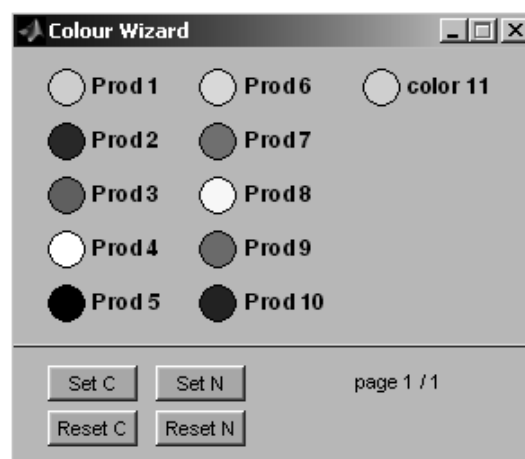 Colour Wizard
Prod 1 Prod 6 color 11
Prod 2 Prod 7
Prod 3 Prod 8
Prod 4 Prod 9
Prod 5 Prod 10
Set C Set N page 1 / 1
Reset C Reset N